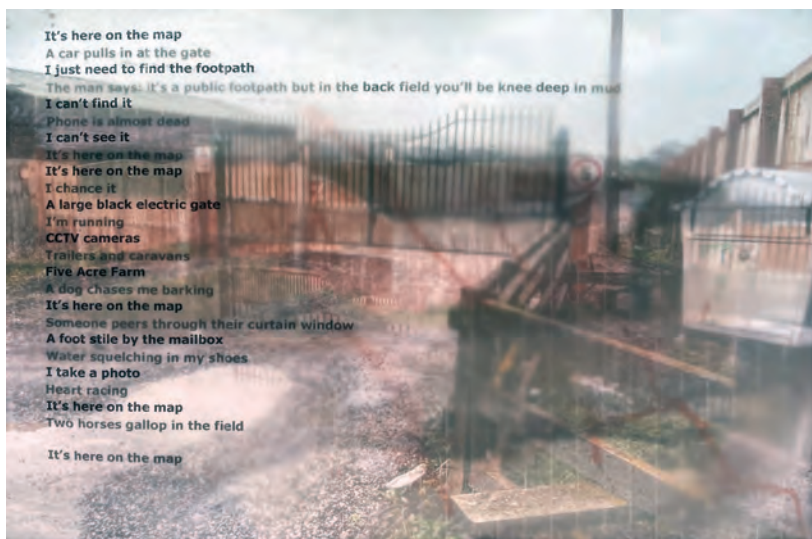 It's here on the map
A car pulls in at the gate
I just need to find the footpath
The man says: it's a public footpath but in the back field you'll be knee deep in mud
I can't find it
Phone is almost dead
I can't see it
It's here on the map
It's here on the map
I chance it
A large black electric gate
I'm running
CCTV cameras
Trailers and caravans
Five Acre Farm
A dog chases me barking
It's here on the map
Someone peers through their curtain window
A foot stile by the mailbox
Water squelching in my shoes
I take a photo
Heart racing
It's here on the map
Two horses gallop in the field
It's here on the map